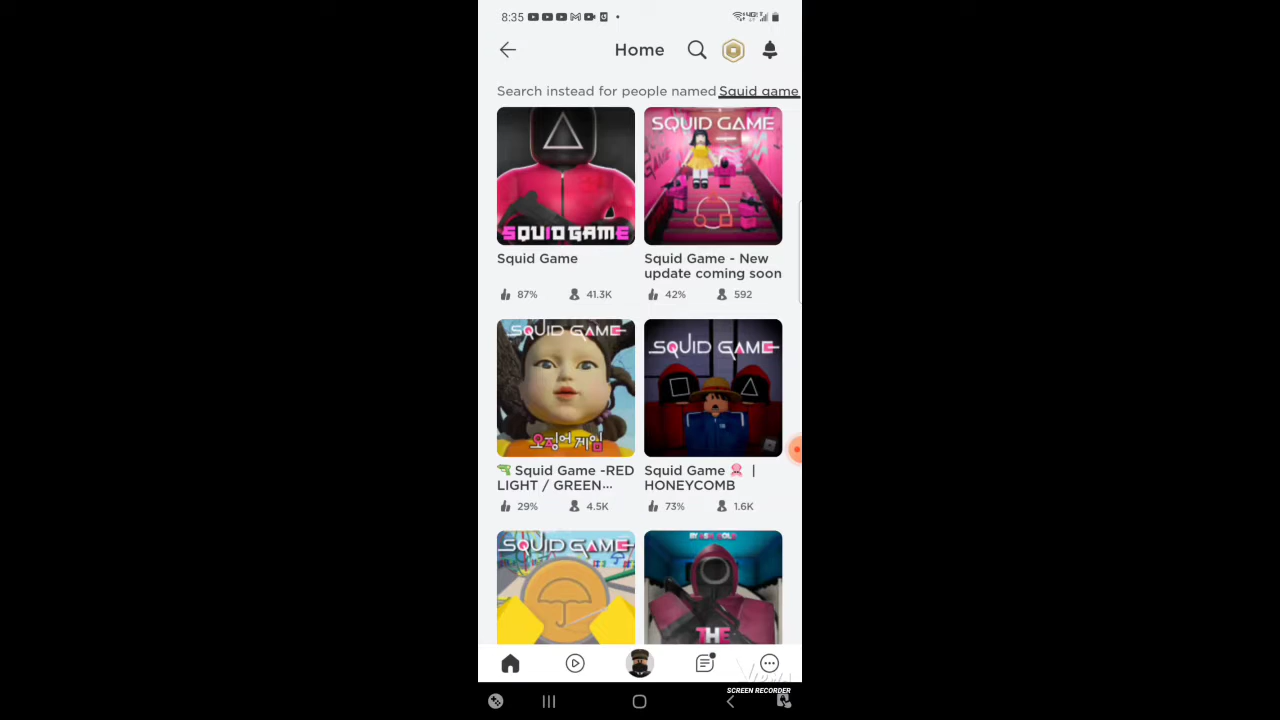 8:35
Home
Search instead for people named Squid game
SQUID GAME
SQUID GAME
Squid Game
Squid Game - New
update coming soon
87% 41.3K
42% 592
SQUID GAME
오징어 게임
SQUID GAME
🔫 Squid Game -RED
LIGHT / GREEN...
Squid Game 🐙 |
HONEYCOMB
29% 4.5K
73% 1.6K
SQUID GAME
THE
SCREEN RECORDER